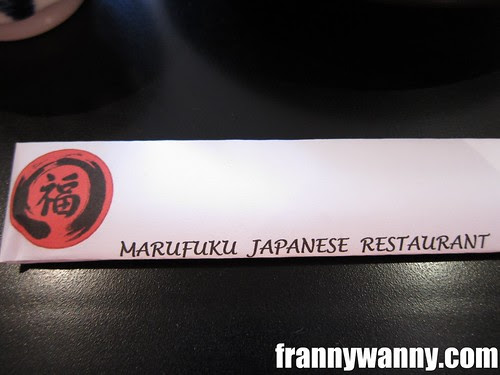 福
MARUFUKU JAPANESE RESTAURANT
frannywanny.com